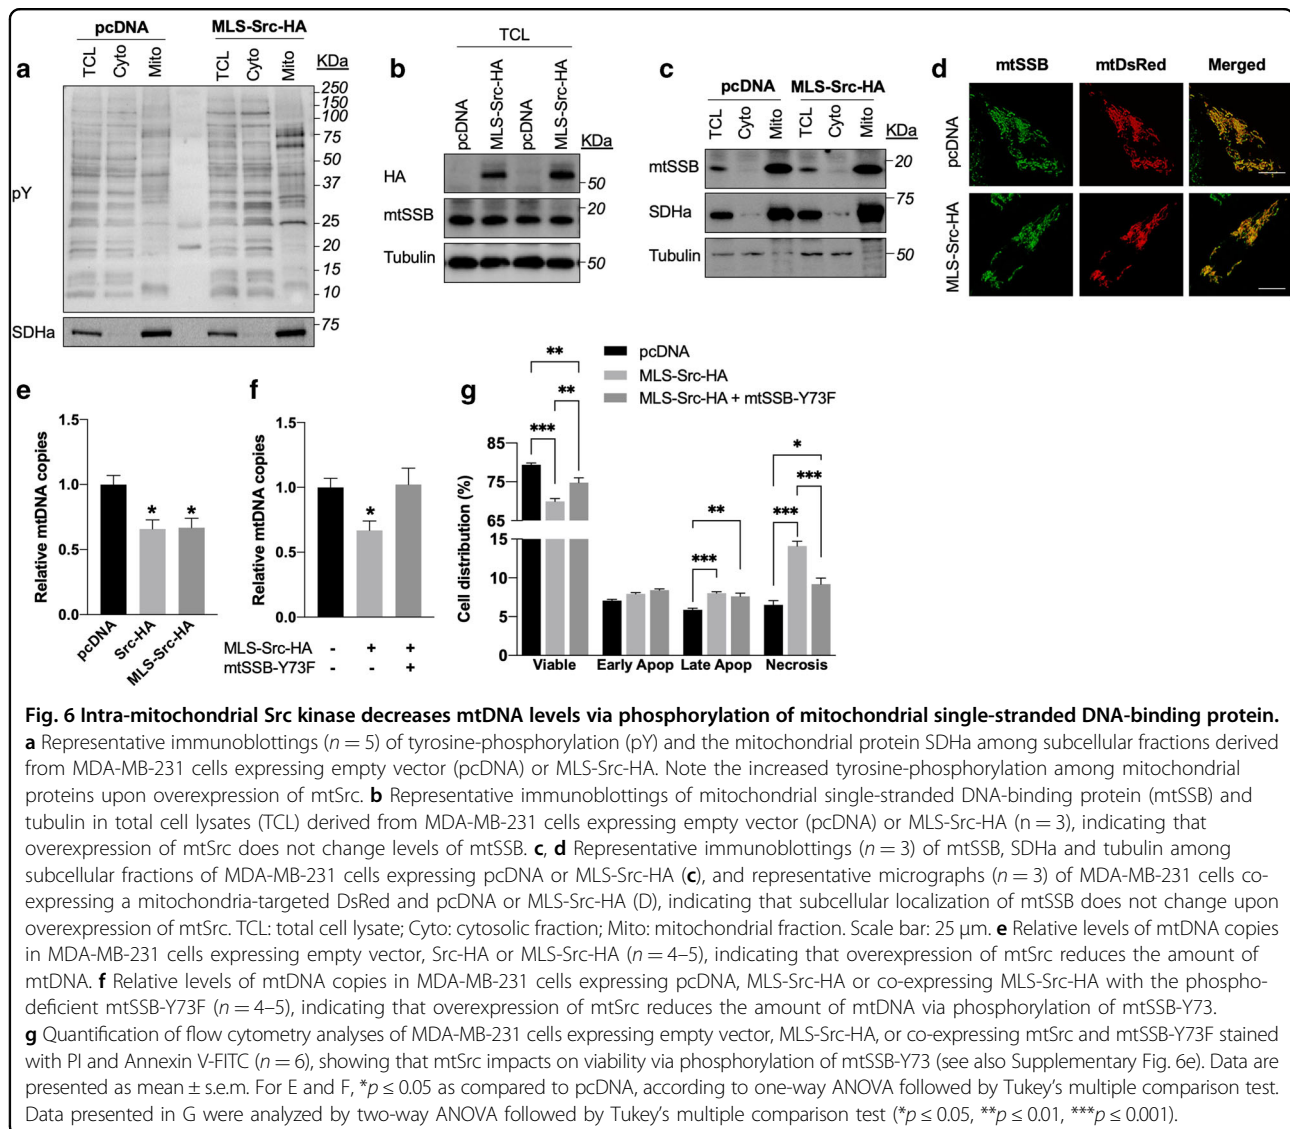 a
pcDNA
MLS-Src-HA
TCL
Cyto
Mito
TCL
Cyto
Mito
KDa
250
150
100
75
50
37
25
20
15
10
75
pY
SDHa
b
TCL
pcDNA
MLS-Src-HA
pcDNA
MLS-Src-HA
KDa
HA
50
mtSSB
20
Tubulin
50
c
pcDNA
MLS-Src-HA
TCL
Cyto
Mito
TCL
Cyto
Mito
KDa
mtSSB
20
SDHa
75
Tubulin
50
d
mtSSB
mtDsRed
Merged
pcDNA
MLS-Src-HA
e
Relative mtDNA copies
1.5
1.0
0.5
0.0
*
*
pcDNA
Src-HA
MLS-Src-HA
f
Relative mtDNA copies
1.5
1.0
0.5
0.0
*
MLS-Src-HA - + +
mtSSB-Y73F - - +
g
pcDNA
MLS-Src-HA
MLS-Src-HA + mtSSB-Y73F
Cell distribution (%)
85
75
65
15
10
5
0
**
**
***
**
***
*
***
***
Viable
Early Apop
Late Apop
Necrosis
Fig. 6 Intra-mitochondrial Src kinase decreases mtDNA levels via phosphorylation of mitochondrial single-stranded DNA-binding protein.
a Representative immunoblottings (n = 5) of tyrosine-phosphorylation (pY) and the mitochondrial protein SDHa among subcellular fractions derived
from MDA-MB-231 cells expressing empty vector (pcDNA) or MLS-Src-HA. Note the increased tyrosine-phosphorylation among mitochondrial
proteins upon overexpression of mtSrc. b Representative immunoblottings of mitochondrial single-stranded DNA-binding protein (mtSSB) and
tubulin in total cell lysates (TCL) derived from MDA-MB-231 cells expressing empty vector (pcDNA) or MLS-Src-HA (n = 3), indicating that
overexpression of mtSrc does not change levels of mtSSB. c, d Representative immunoblottings (n = 3) of mtSSB, SDHa and tubulin among
subcellular fractions of MDA-MB-231 cells expressing pcDNA or MLS-Src-HA (c), and representative micrographs (n = 3) of MDA-MB-231 cells co-
expressing a mitochondria-targeted DsRed and pcDNA or MLS-Src-HA (D), indicating that subcellular localization of mtSSB does not change upon
overexpression of mtSrc. TCL: total cell lysate; Cyto: cytosolic fraction; Mito: mitochondrial fraction. Scale bar: 25 μm. e Relative levels of mtDNA copies
in MDA-MB-231 cells expressing empty vector, Src-HA or MLS-Src-HA (n = 4–5), indicating that overexpression of mtSrc reduces the amount of
mtDNA. f Relative levels of mtDNA copies in MDA-MB-231 cells expressing pcDNA, MLS-Src-HA or co-expressing MLS-Src-HA with the phospho-
deficient mtSSB-Y73F (n = 4–5), indicating that overexpression of mtSrc reduces the amount of mtDNA via phosphorylation of mtSSB-Y73.
g Quantification of flow cytometry analyses of MDA-MB-231 cells expressing empty vector, MLS-Src-HA, or co-expressing mtSrc and mtSSB-Y73F stained
with PI and Annexin V-FITC (n = 6), showing that mtSrc impacts on viability via phosphorylation of mtSSB-Y73 (see also Supplementary Fig. 6e). Data are
presented as mean ± s.e.m. For E and F, *p ≤ 0.05 as compared to pcDNA, according to one-way ANOVA followed by Tukey's multiple comparison test.
Data presented in G were analyzed by two-way ANOVA followed by Tukey's multiple comparison test (*p ≤ 0.05, **p ≤ 0.01, ***p ≤ 0.001).